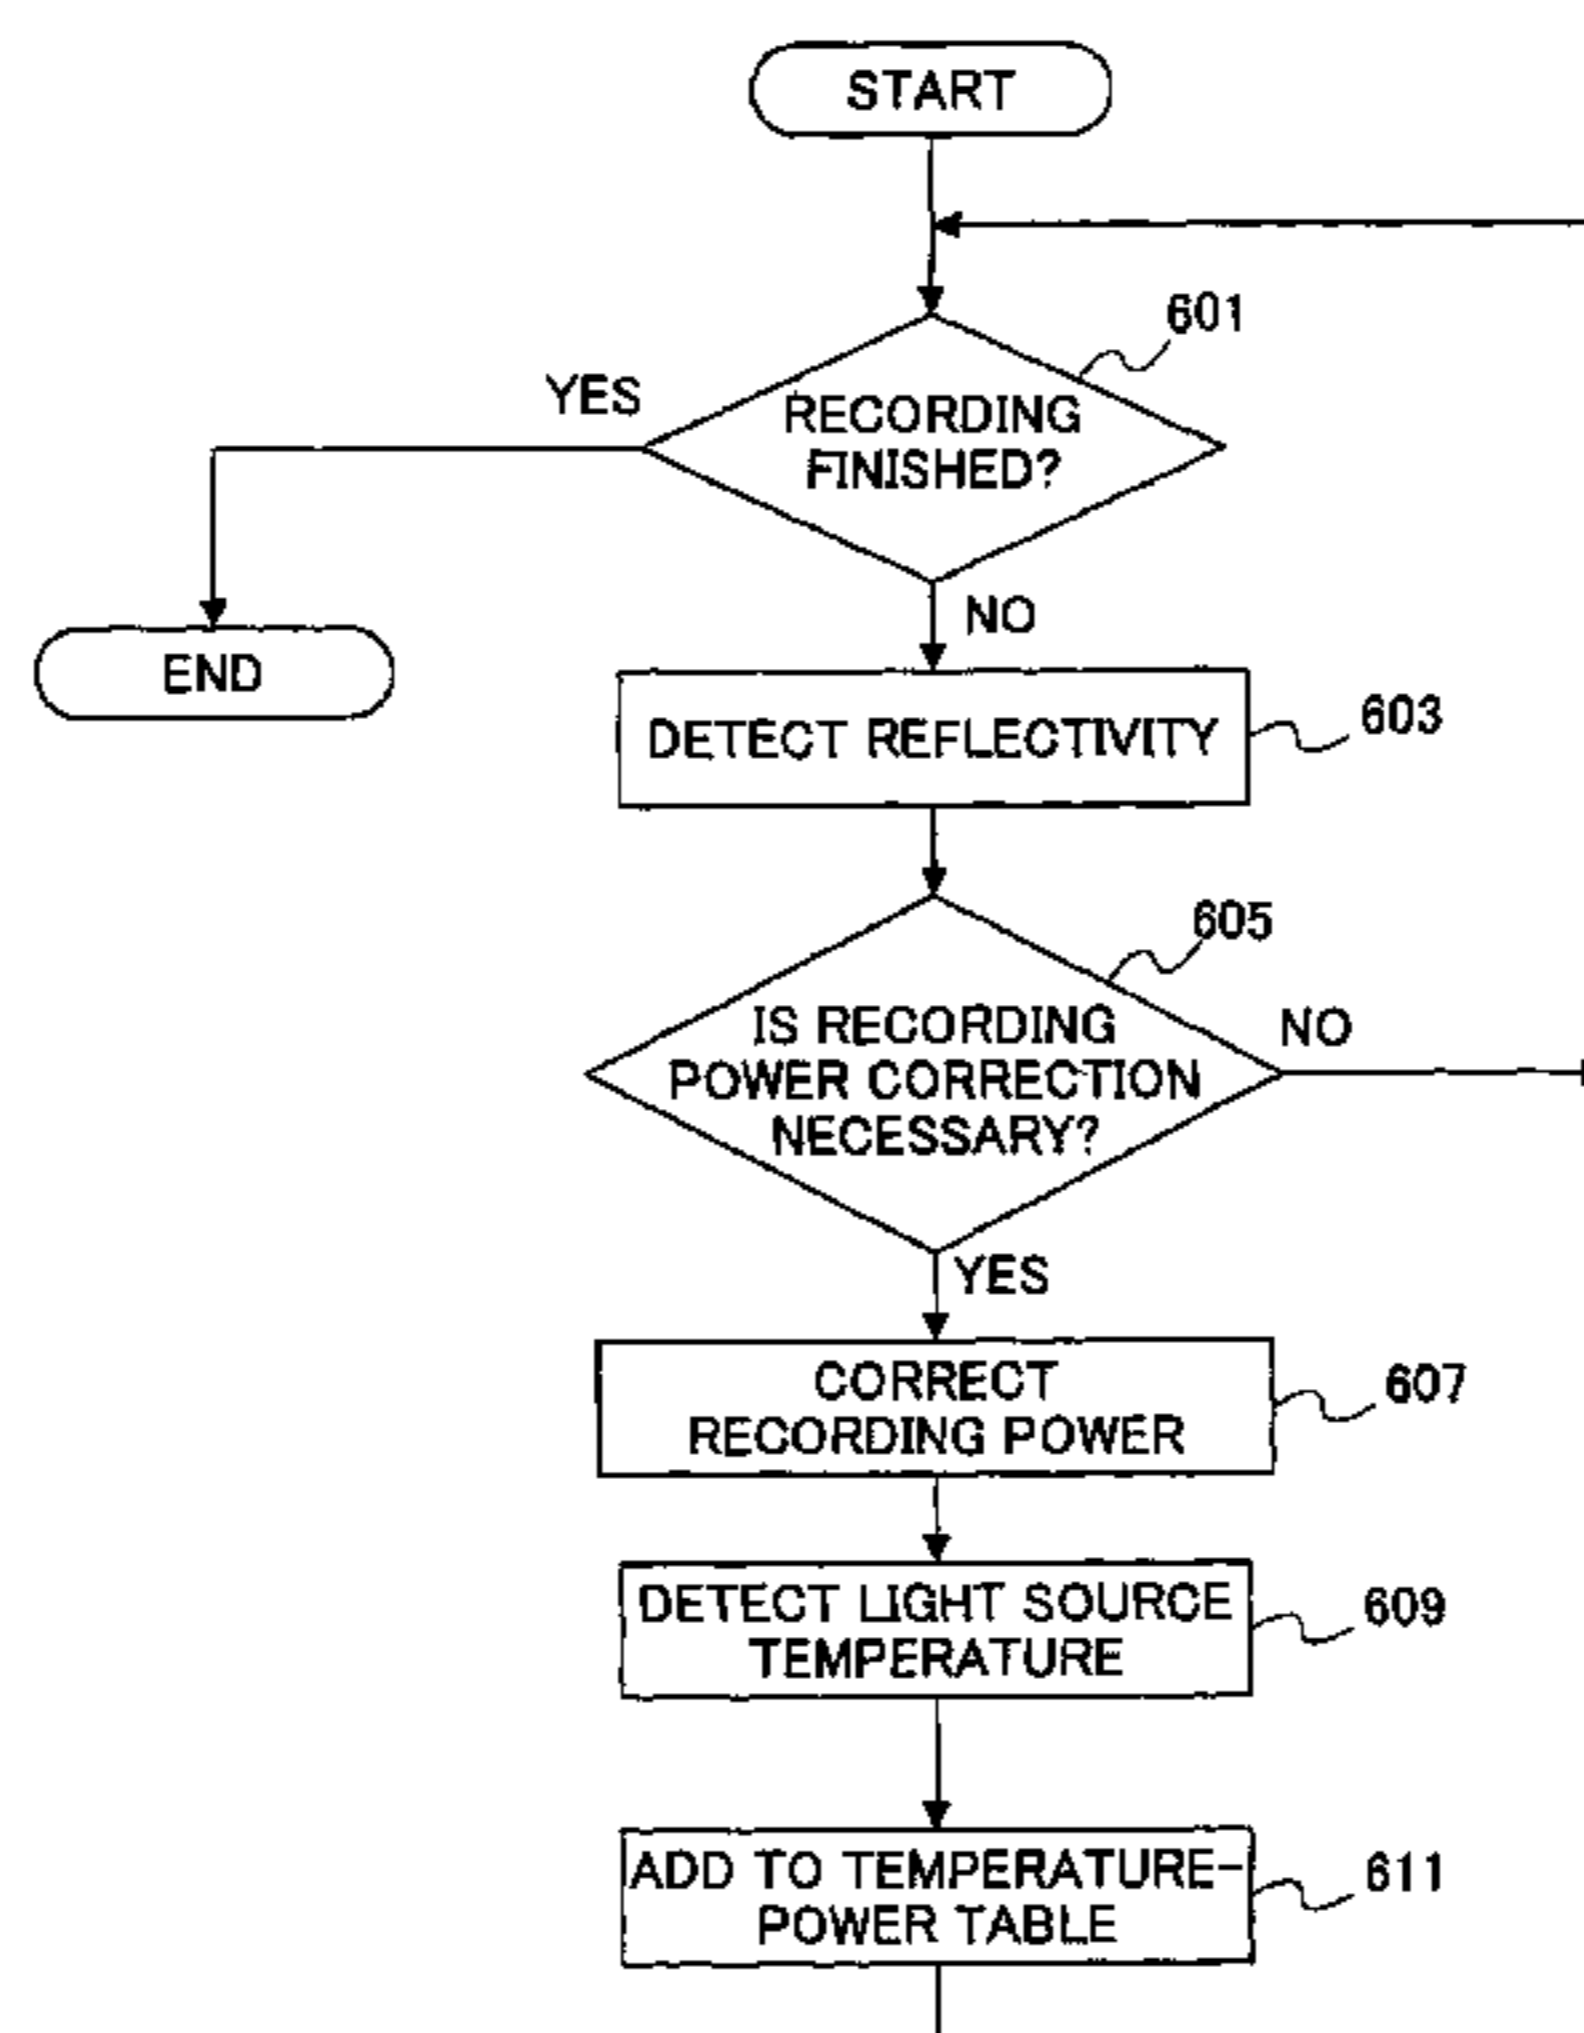 START
601
YES
RECORDING
FINISHED?
NO
END
DETECT REFLECTIVITY
603
605
IS RECORDING
POWER CORRECTION
NECESSARY?
NO
YES
CORRECT
RECORDING POWER
607
DETECT LIGHT SOURCE
TEMPERATURE
609
ADD TO TEMPERATURE-
POWER TABLE
611